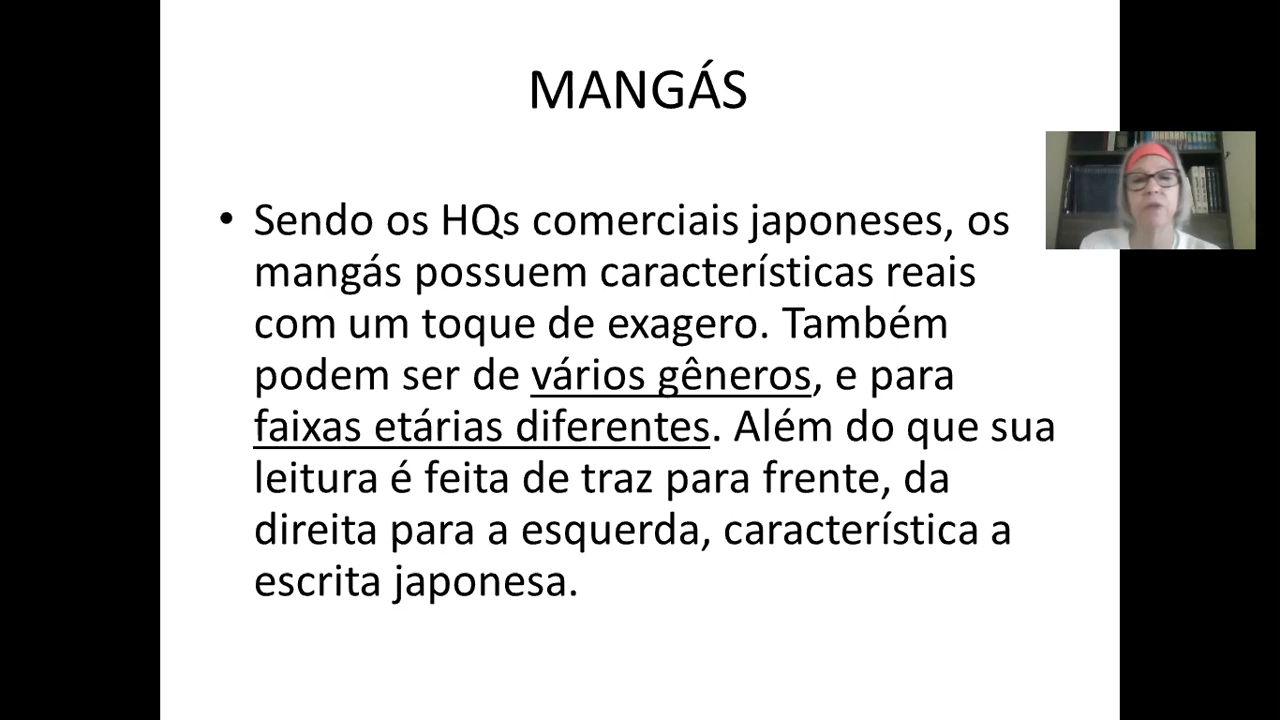 MANGÁS
• Sendo os HQs comerciais japoneses, os
mangás possuem características reais
com um toque de exagero. Também
podem ser de vários gêneros, e para
faixas etárias diferentes. Além do que sua
leitura é feita de traz para frente, da
direita para a esquerda, característica a
escrita japonesa.